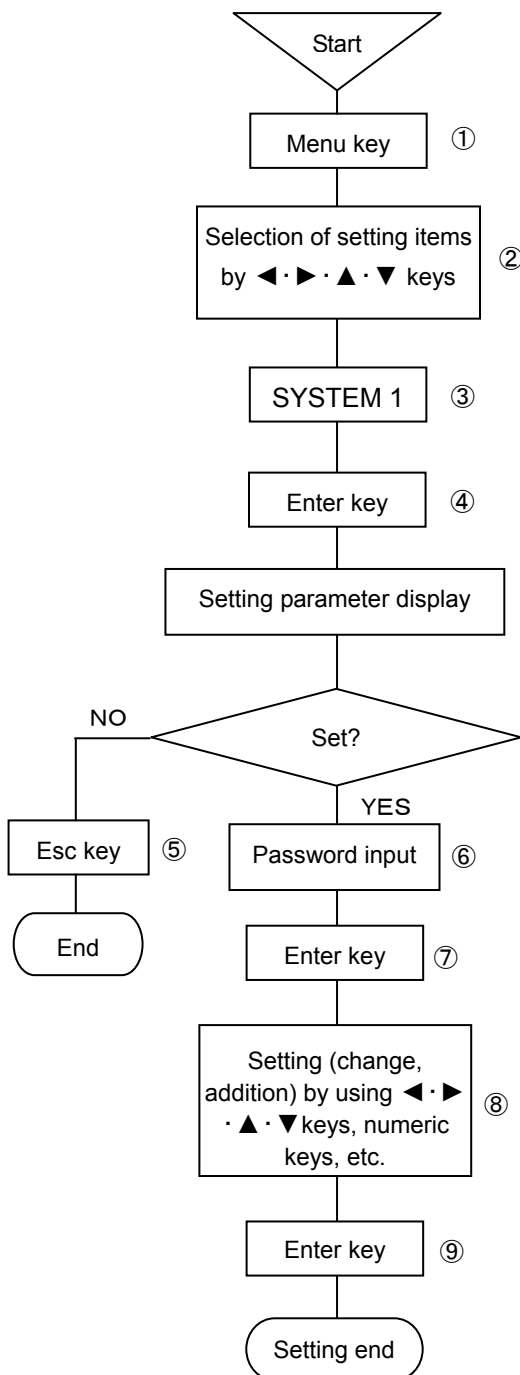 Start
Menu key ①
Selection of setting items
by ◀・▶・▲・▼ keys ②
SYSTEM 1 ③
Enter key ④
Setting parameter display
NO
Set?
YES
Esc key ⑤
Password input ⑥
End
Enter key ⑦
Setting (change,
addition) by using ◀・▶
・▲・▼keys, numeric
keys, etc. ⑧
Enter key ⑨
Setting end